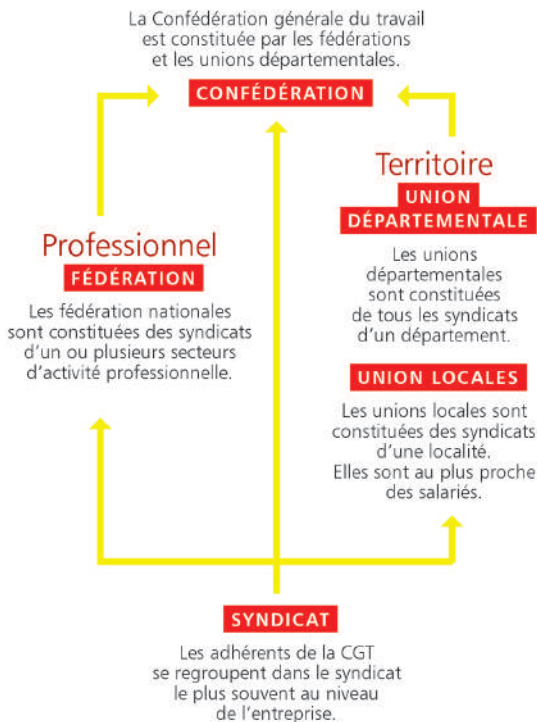 La Confédération générale du travail
est constituée par les fédérations
et les unions départementales.
CONFÉDÉRATION
Territoire
UNION
DÉPARTEMENTALE
Les unions
départementales
sont constituées
de tous les syndicats
d'un département.
Professionnel
FÉDÉRATION
Les fédération nationales
sont constituées des syndicats
d'un ou plusieurs secteurs
d'activité professionnelle.
UNION LOCALES
Les unions locales sont
constituées des syndicats
d'une localité.
Elles sont au plus proche
des salariés.
SYNDICAT
Les adhérents de la CGT
se regroupent dans le syndicat
le plus souvent au niveau
de l'entreprise.